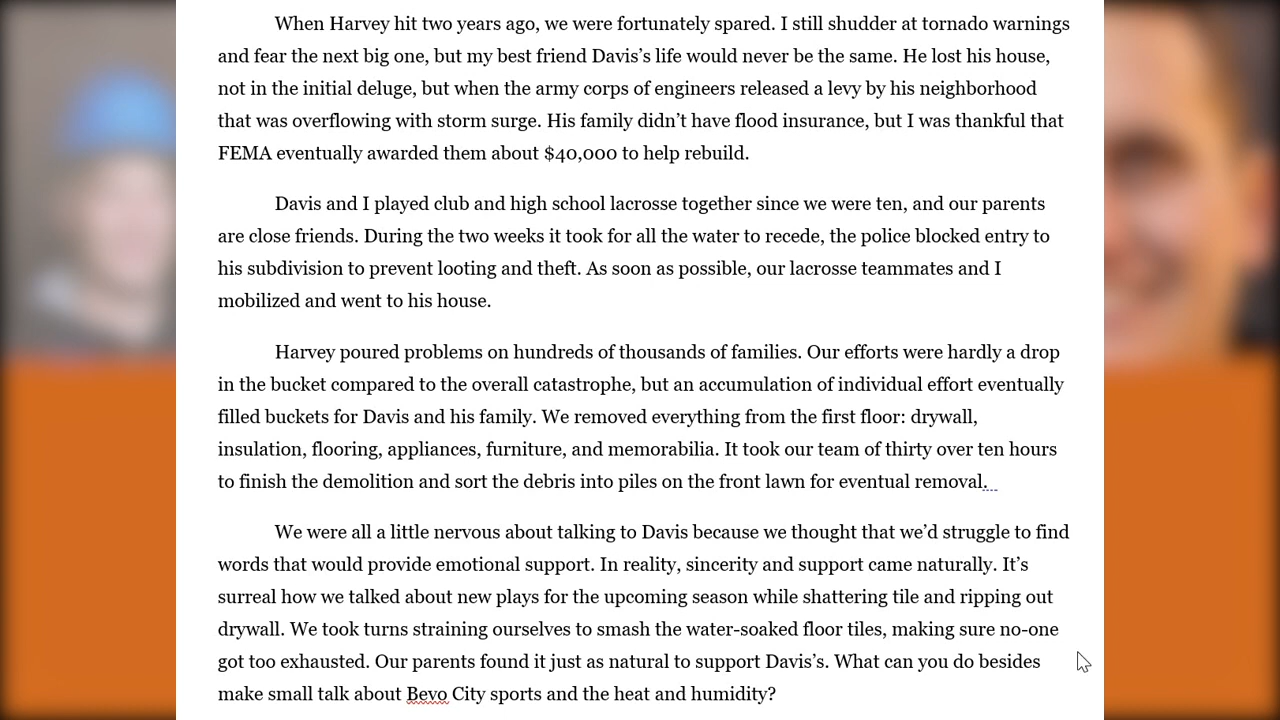 When Harvey hit two years ago, we were fortunately spared. I still shudder at tornado warnings
and fear the next big one, but my best friend Davis’s life would never be the same. He lost his house,
not in the initial deluge, but when the army corps of engineers released a levy by his neighborhood
that was overflowing with storm surge. His family didn’t have flood insurance, but I was thankful that
FEMA eventually awarded them about $40,000 to help rebuild.
Davis and I played club and high school lacrosse together since we were ten, and our parents
are close friends. During the two weeks it took for all the water to recede, the police blocked entry to
his subdivision to prevent looting and theft. As soon as possible, our lacrosse teammates and I
mobilized and went to his house.
Harvey poured problems on hundreds of thousands of families. Our efforts were hardly a drop
in the bucket compared to the overall catastrophe, but an accumulation of individual effort eventually
filled buckets for Davis and his family. We removed everything from the first floor: drywall,
insulation, flooring, appliances, furniture, and memorabilia. It took our team of thirty over ten hours
to finish the demolition and sort the debris into piles on the front lawn for eventual removal.
We were all a little nervous about talking to Davis because we thought that we’d struggle to find
words that would provide emotional support. In reality, sincerity and support came naturally. It’s
surreal how we talked about new plays for the upcoming season while shattering tile and ripping out
drywall. We took turns straining ourselves to smash the water-soaked floor tiles, making sure no-one
got too exhausted. Our parents found it just as natural to support Davis’s. What can you do besides
make small talk about Bevo City sports and the heat and humidity?